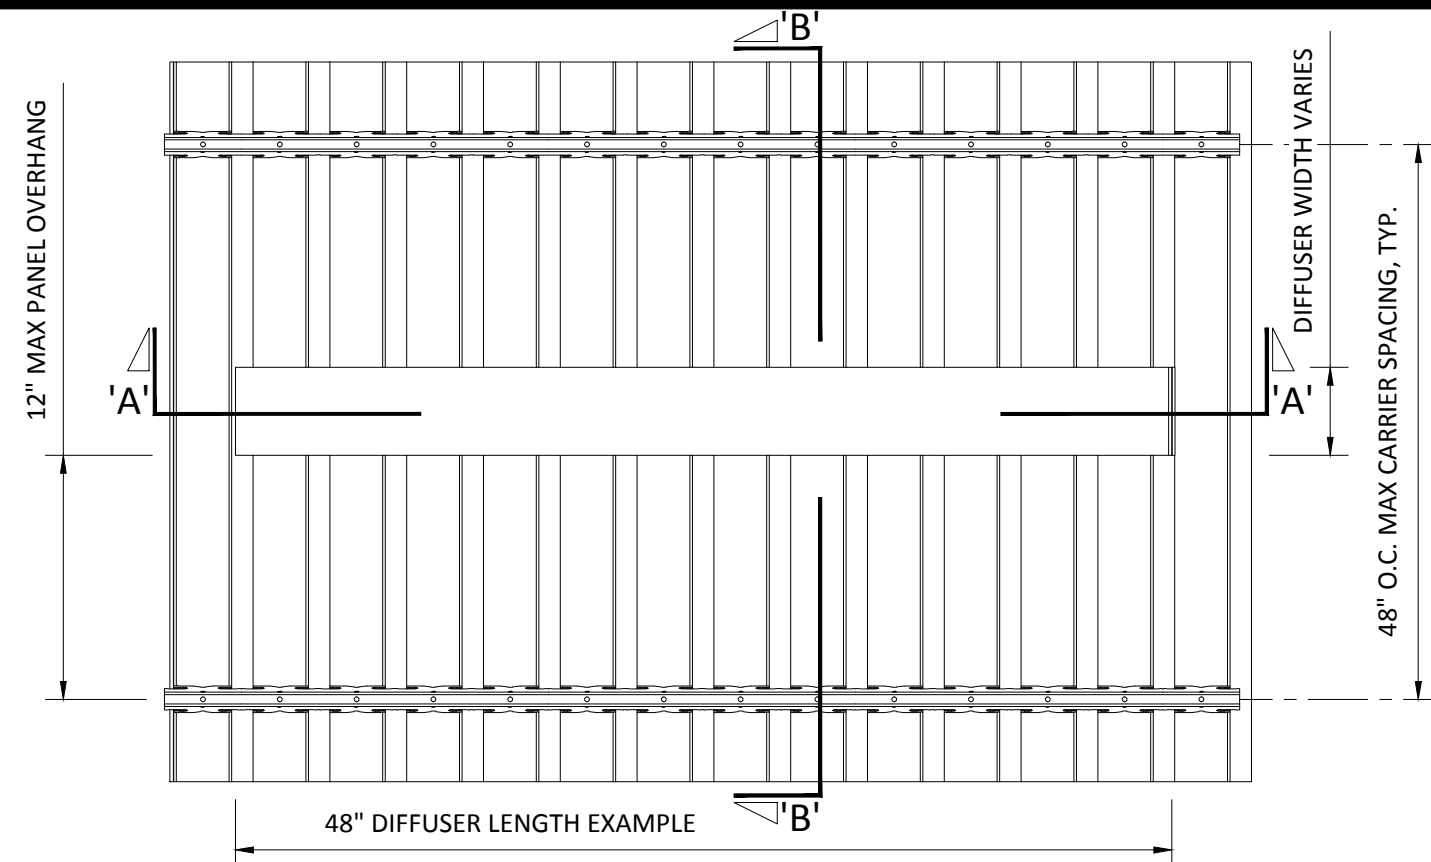 'B'
12" MAX PANEL OVERHANG
DIFFUSER WIDTH VARIES
48" O.C. MAX CARRIER SPACING, TYP.
'A'
'A'
48" DIFFUSER LENGTH EXAMPLE
'B'